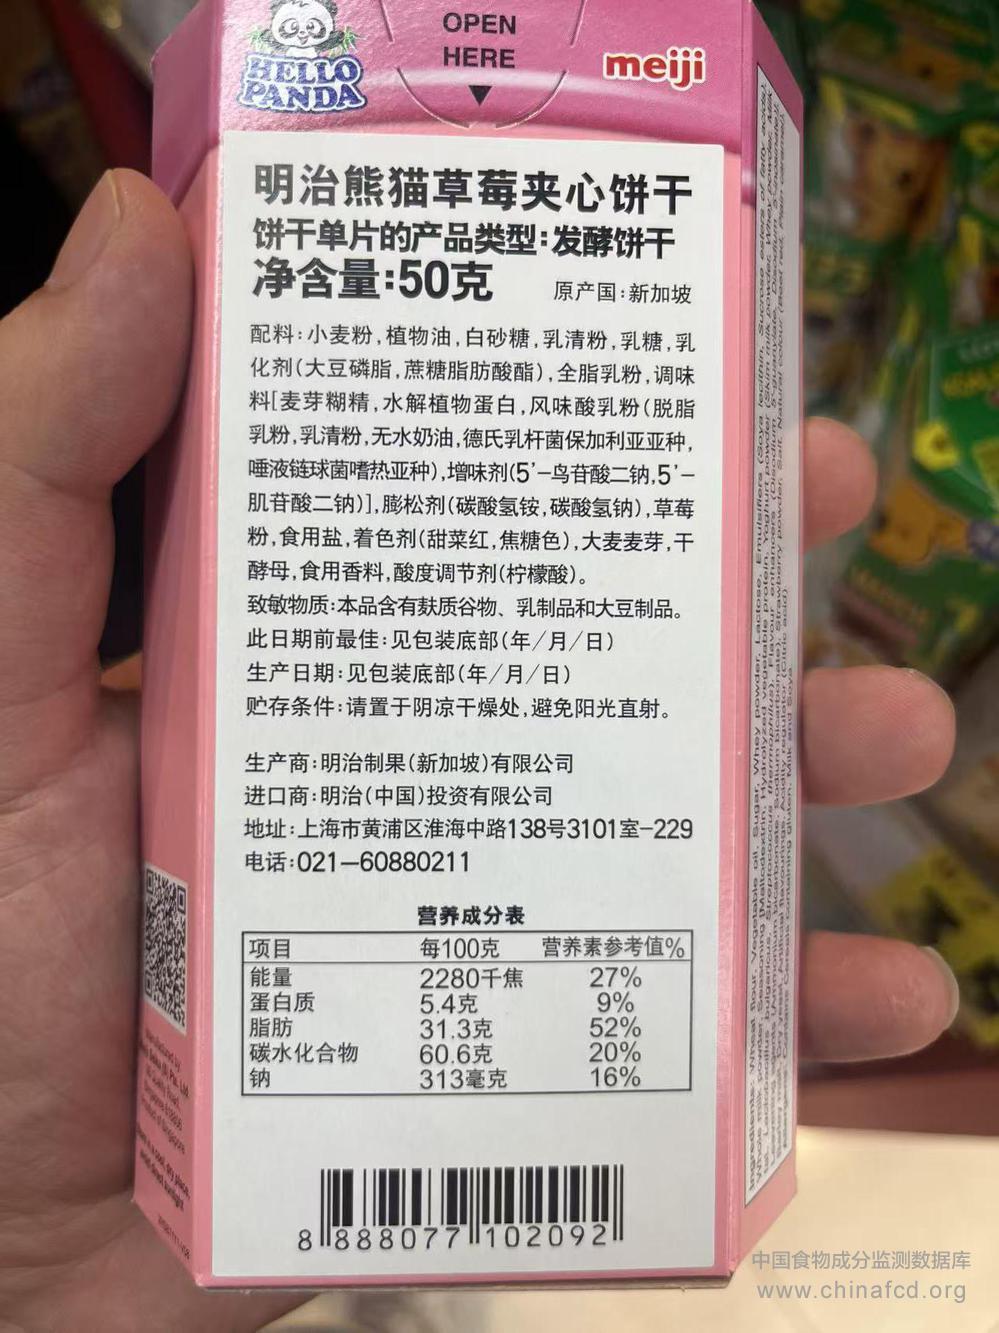 HELLO
PANDA
OPEN
HERE
meiji
明治熊猫草莓夹心饼干
饼干单片的产品类型:发酵饼干
净含量:50克 原产国:新加坡
配料:小麦粉,植物油,白砂糖,乳清粉,乳糖,乳
化剂(大豆磷脂,蔗糖脂肪酸酯),全脂乳粉,调味
料[麦芽糊精,水解植物蛋白,风味酸乳粉(脱脂
乳粉,乳清粉,无水奶油,德氏乳杆菌保加利亚亚种,
唾液链球菌嗜热亚种),增味剂(5'-鸟苷酸二钠,5'-
肌苷酸二钠)],膨松剂(碳酸氢铵,碳酸氢钠),草莓
粉,食用盐,着色剂(甜菜红,焦糖色),大麦麦芽,干
酵母,食用香料,酸度调节剂(柠檬酸)。
致敏物质:本品含有麸质谷物、乳制品和大豆制品。
此日期前最佳:见包装底部(年/月/日)
生产日期:见包装底部(年/月/日)
贮存条件:请置于阴凉干燥处,避免阳光直射。
生产商:明治制果(新加坡)有限公司
进口商:明治(中国)投资有限公司
地址:上海市黄浦区淮海中路138号3101室-229
电话:021-60880211
营养成分表
项目 每100克 营养素参考值%
能量 2280千焦 27%
蛋白质 5.4克 9%
脂肪 31.3克 52%
碳水化合物 60.6克 20%
钠 313毫克 16%
8 888077 102092
Ingredients: Wheat flour, Vegetable oil, Sugar, Whey powder, Lactose, Emulsifiers (Soya lecithin, Sucrose esters of fatty acids),
中国食物成分监测数据库
www.chinafcd.org